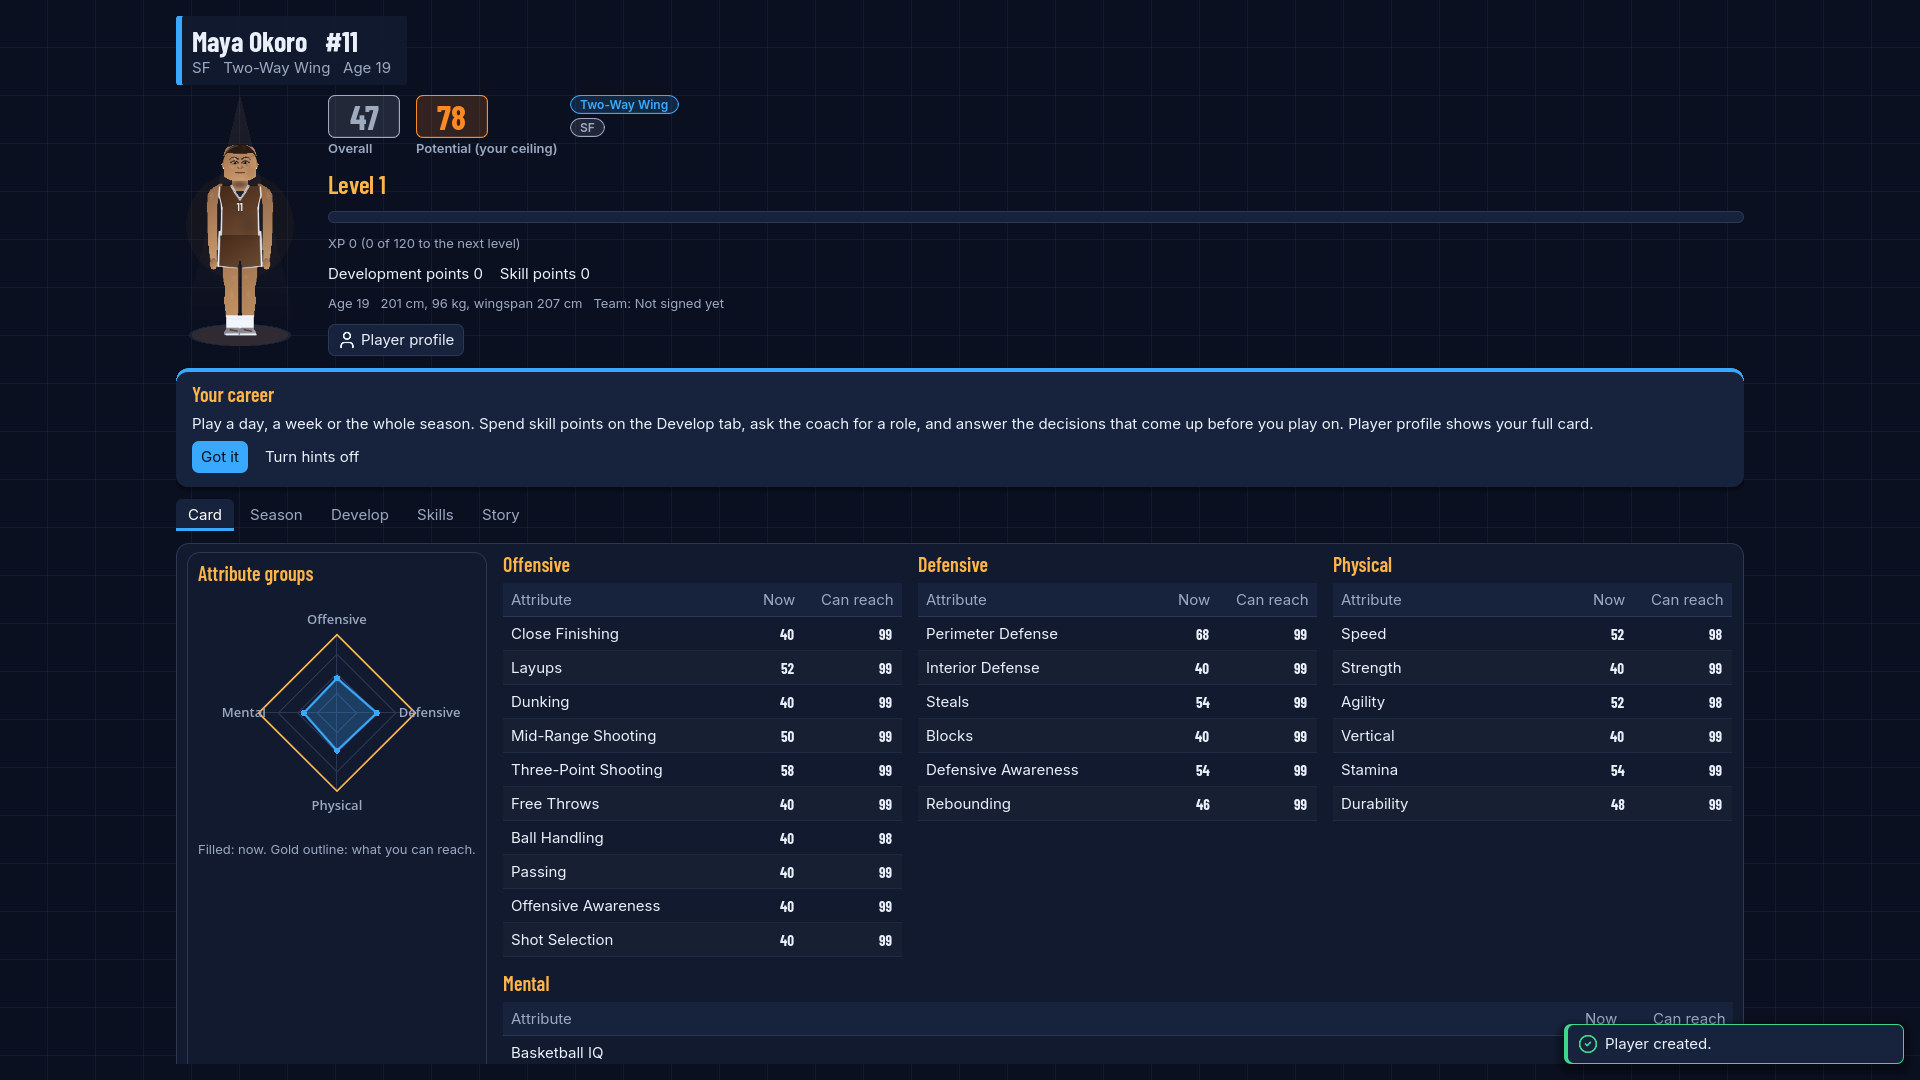 Maya Okoro #11
SF Two-Way Wing Age 19
11
47
78
Overall
Potential (your ceiling)
Two-Way Wing
SF
Level 1
XP 0 (0 of 120 to the next level)
Development points 0 Skill points 0
Age 19 201 cm, 96 kg, wingspan 207 cm Team: Not signed yet
Player profile
Your career
Play a day, a week or the whole season. Spend skill points on the Develop tab, ask the coach for a role, and answer the decisions that come up before you play on. Player profile shows your full card.
Got it Turn hints off
Card Season Develop Skills Story
Attribute groups
Offensive
Mental
Defensive
Physical
Filled: now. Gold outline: what you can reach.
Offensive
Attribute Now Can reach
Close Finishing 40 99
Layups 52 99
Dunking 40 99
Mid-Range Shooting 50 99
Three-Point Shooting 58 99
Free Throws 40 99
Ball Handling 40 98
Passing 40 99
Offensive Awareness 40 99
Shot Selection 40 99
Defensive
Attribute Now Can reach
Perimeter Defense 68 99
Interior Defense 40 99
Steals 54 99
Blocks 40 99
Defensive Awareness 54 99
Rebounding 46 99
Physical
Attribute Now Can reach
Speed 52 98
Strength 40 99
Agility 52 98
Vertical 40 99
Stamina 54 99
Durability 48 99
Mental
Attribute Now Can reach
Basketball IQ
Player created.